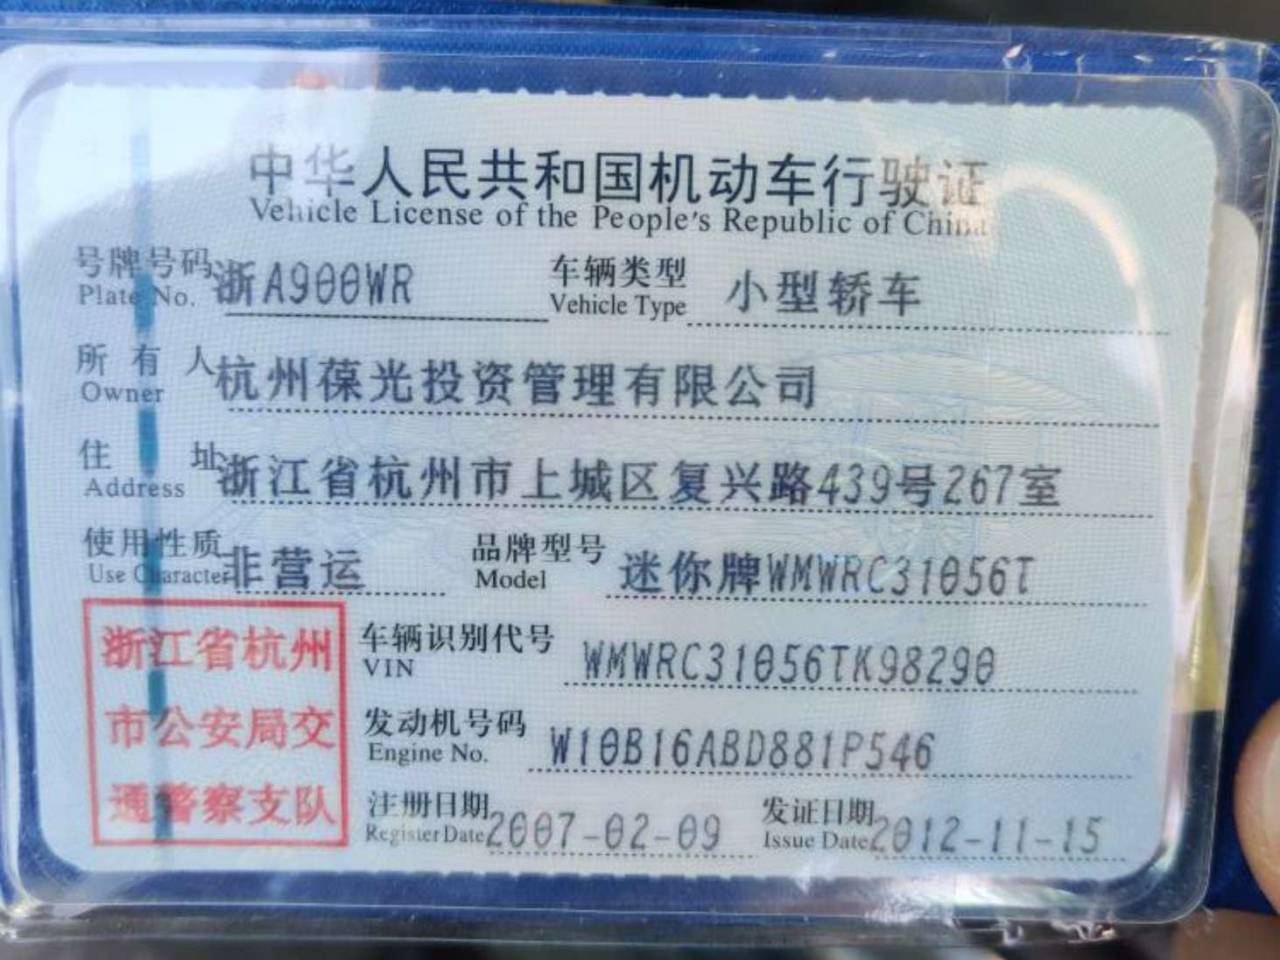 中华人民共和国机动车行驶证
Vehicle License of the People's Republic of China
号牌号码 浙A900WR 车辆类型 小型轿车
Plate No. Vehicle Type
所有人 杭州葆光投资管理有限公司
Owner
住址 浙江省杭州市上城区复兴路439号267室
Address
使用性质 非营运 品牌型号 迷你牌WMWRC31056T
Use Character Model
浙江省杭州
市公安局交
通警察支队
车辆识别代号 WMWRC31056TK98290
VIN
发动机号码 W10B16ABD881P546
Engine No.
注册日期 2007-02-09 发证日期 2012-11-15
Register Date Issue Date